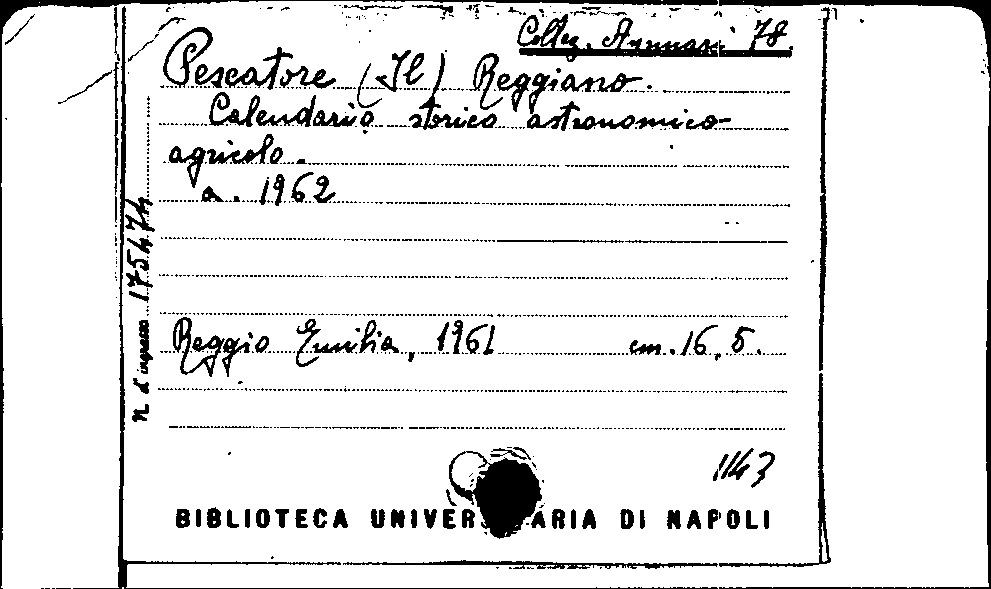 Collez. Annuari 78.
Pescatore (Il) Reggiano.
Calendario storico astronomico
agricolo.
a. 1962
N. d'ingresso 175474
Reggio Emilia, 1961 cm. 16,5.
1143
BIBLIOTECA UNIVER ARIA DI NAPOLI